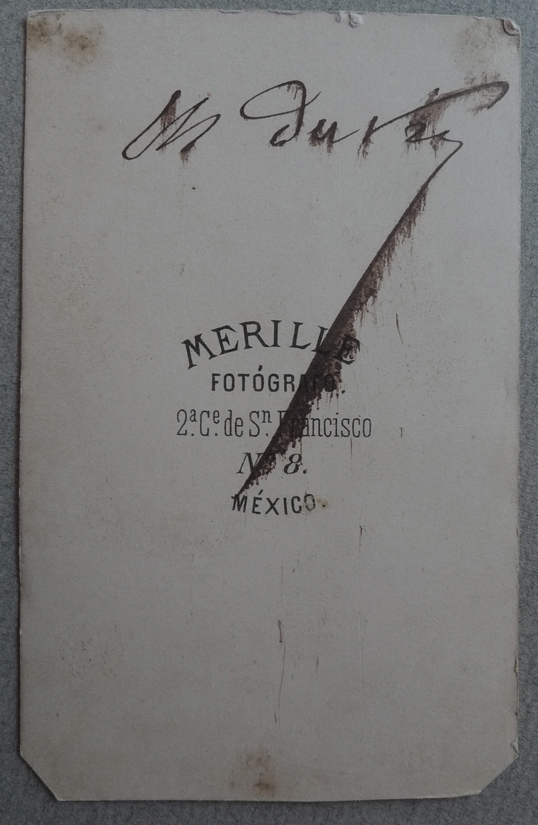 MERILLE
FOTÓGRAFO.
2ª.Cᵉ. de Sⁿ. Francisco
Nº 8.
MÉXICO.